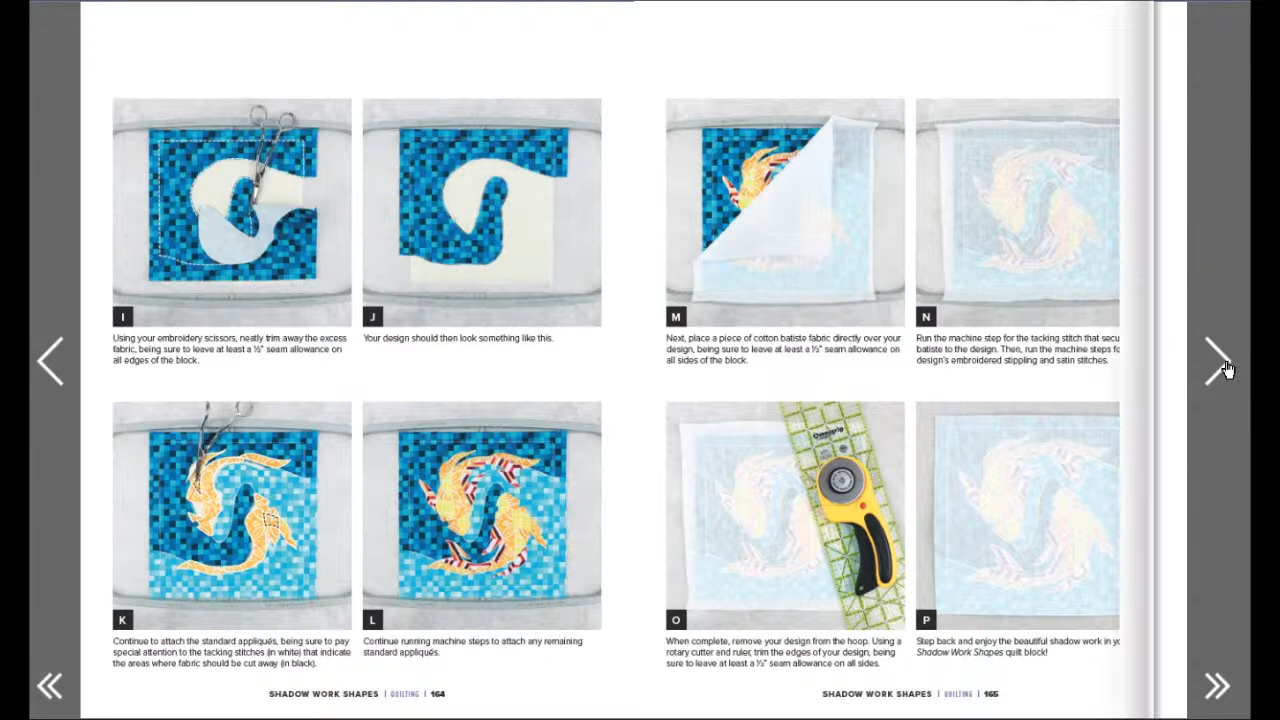 I
Using your embroidery scissors, neatly trim away the excess
fabric, being sure to leave at least a ½" seam allowance on
all edges of the block.
J
Your design should then look something like this.
K
Continue to attach the standard appliqués, being sure to pay
special attention to the tacking stitches (in white) that indicate
the areas where fabric should be cut away (in black).
L
Continue running machine steps to attach any remaining
standard appliqués.
SHADOW WORK SHAPES | QUILTING | 164
M
Next, place a piece of cotton batiste fabric directly over your
design, being sure to leave at least a ½" seam allowance on
all sides of the block.
N
Run the machine step for the tacking stitch that secu
batiste to the design. Then, run the machine steps fo
design's embroidered stippling and satin stitches.
Omnigrid
O
When complete, remove your design from the hoop. Using a
rotary cutter and ruler, trim the edges of your design, being
sure to leave at least a ½" seam allowance on all sides.
P
Step back and enjoy the beautiful shadow work in yo
Shadow Work Shapes quilt block!
SHADOW WORK SHAPES | QUILTING | 165